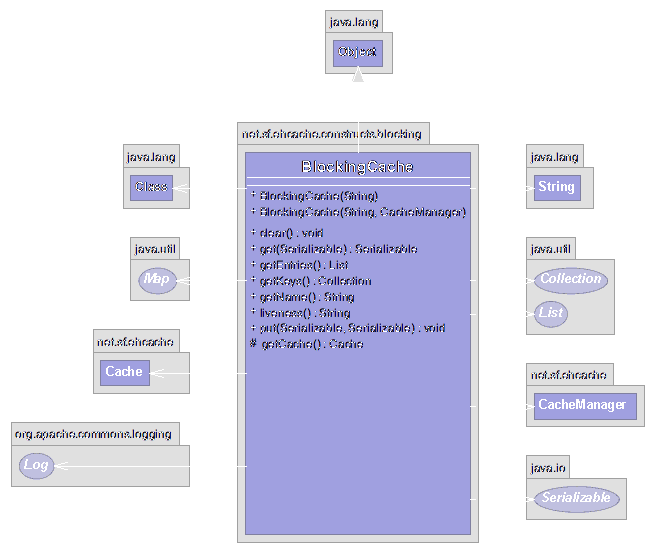 java.lang
Object
net.sf.ehcache.constructs.blocking
BlockingCache
+ BlockingCache(String)
+ BlockingCache(String, CacheManager)
+ clear() : void
+ get(Serializable) : Serializable
+ getEntries() : List
+ getKeys() : Collection
+ getName() : String
+ liveness() : String
+ put(Serializable, Serializable) : void
# getCache() : Cache
java.lang
Class
java.util
Map
net.sf.ehcache
Cache
org.apache.commons.logging
Log
java.lang
String
java.util
Collection
List
net.sf.ehcache
CacheManager
java.io
Serializable